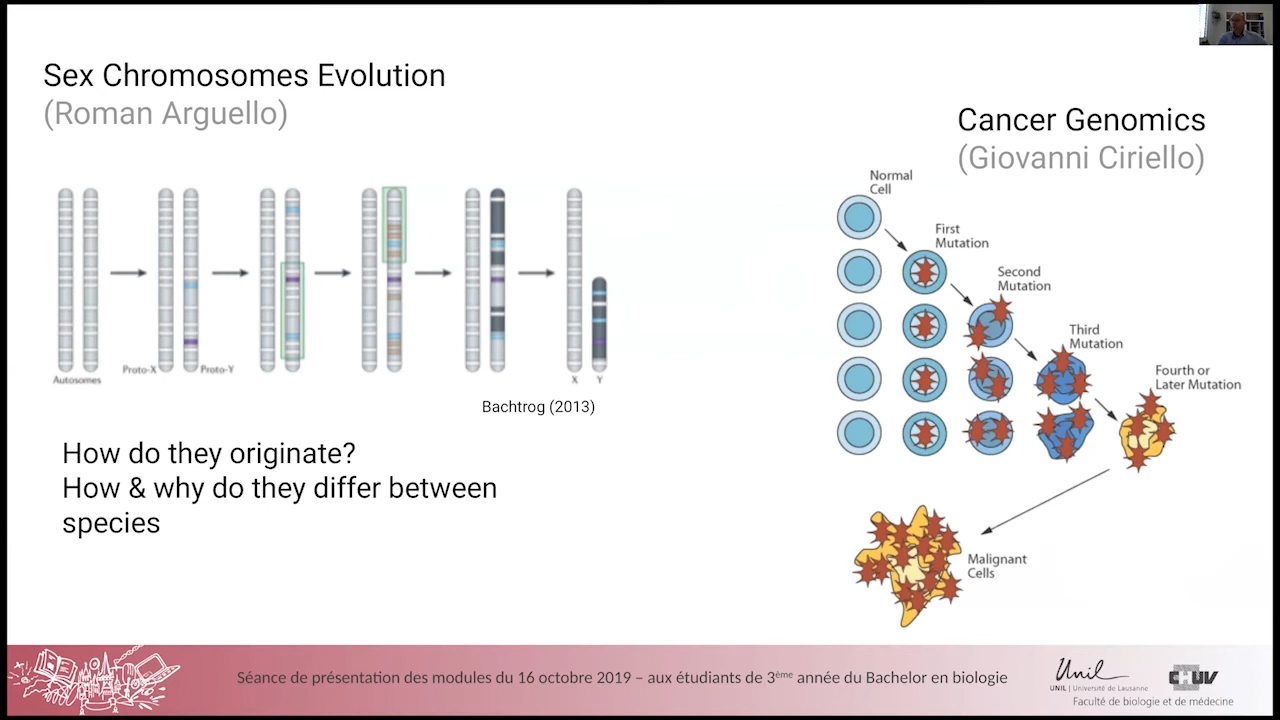 Sex Chromosomes Evolution
(Roman Arguello)
Cancer Genomics
(Giovanni Ciriello)
Normal
Cell
First
Mutation
Second
Mutation
Third
Mutation
Fourth or
Later Mutation
Malignant
Cells
Autosomes
Proto-X
Proto-Y
X
Y
Bachtrog (2013)
How do they originate?
How & why do they differ between
species
Séance de présentation des modules du 16 octobre 2019 – aux étudiants de 3ème année du Bachelor en biologie
Unil
UNIL | Université de Lausanne
CHUV
Faculté de biologie et de médecine